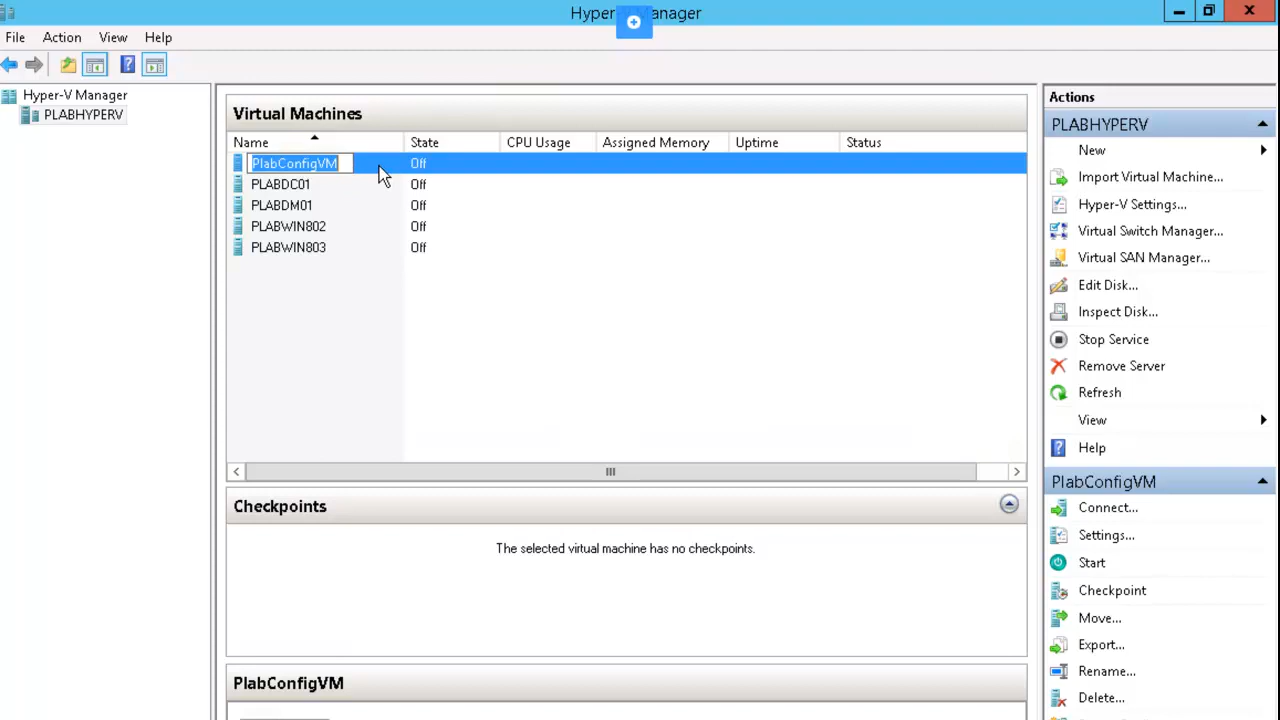 Hyper-V Manager
File Action View Help
Hyper-V Manager
PLABHYPERV
Virtual Machines
Name State CPU Usage Assigned Memory Uptime Status
PlabConfigVM Off
PLABDC01 Off
PLABDM01 Off
PLABWIN802 Off
PLABWIN803 Off
Checkpoints
The selected virtual machine has no checkpoints.
PlabConfigVM
Actions
PLABHYPERV
New
Import Virtual Machine...
Hyper-V Settings...
Virtual Switch Manager...
Virtual SAN Manager...
Edit Disk...
Inspect Disk...
Stop Service
Remove Server
Refresh
View
Help
PlabConfigVM
Connect...
Settings...
Start
Checkpoint
Move...
Export...
Rename...
Delete...